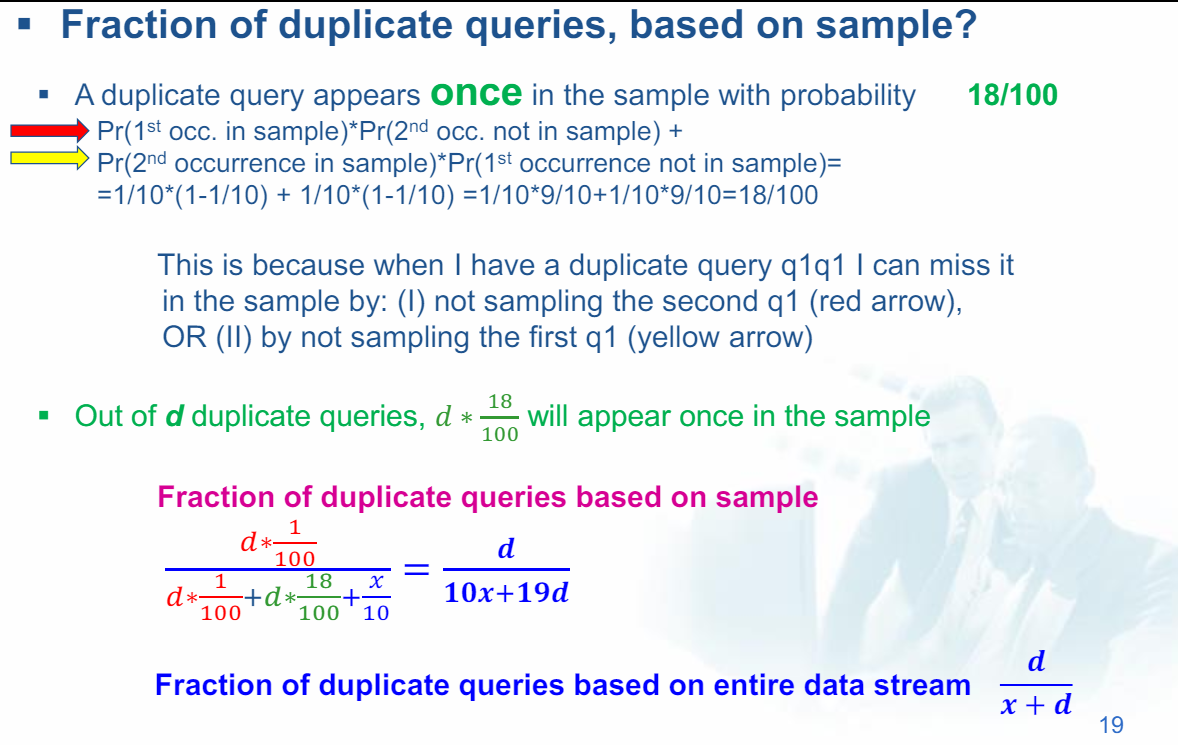 ▪ Fraction of duplicate queries, based on sample?
▪ A duplicate query appears once in the sample with probability 18/100
Pr(1st occ. in sample)*Pr(2nd occ. not in sample) +
Pr(2nd occurrence in sample)*Pr(1st occurrence not in sample)=
=1/10*(1-1/10) + 1/10*(1-1/10) =1/10*9/10+1/10*9/10=18/100
This is because when I have a duplicate query q1q1 I can miss it
in the sample by: (I) not sampling the second q1 (red arrow),
OR (II) by not sampling the first q1 (yellow arrow)
▪ Out of d duplicate queries, d * 18/100 will appear once in the sample
Fraction of duplicate queries based on sample
(d*1/100)/(d*1/100+d*18/100+x/10) = d/(10x+19d)
Fraction of duplicate queries based on entire data stream d/(x + d)
19